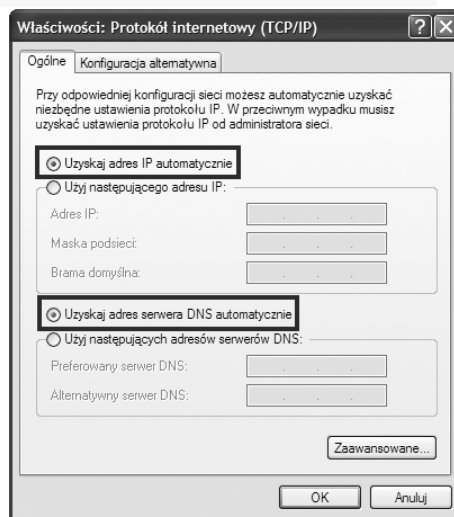 Właściwości: Protokół internetowy (TCP/IP)
Ogólne
Konfiguracja alternatywna
Przy odpowiedniej konfiguracji sieci możesz automatycznie uzyskać
niezbędne ustawienia protokołu IP. W przeciwnym wypadku musisz
uzyskać ustawienia protokołu IP od administratora sieci.
Uzyskaj adres IP automatycznie
Użyj następującego adresu IP:
Adres IP:
Maska podsieci:
Brama domyślna:
Uzyskaj adres serwera DNS automatycznie
Użyj następujących adresów serwerów DNS:
Preferowany serwer DNS:
Alternatywny serwer DNS:
Zaawansowane...
OK
Anuluj